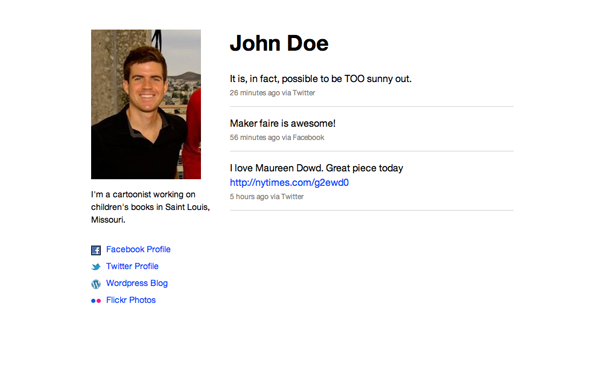 John Doe
It is, in fact, possible to be TOO sunny out.
26 minutes ago via Twitter
Maker faire is awesome!
56 minutes ago via Facebook
I love Maureen Dowd. Great piece today
http://nytimes.com/g2ewd0
5 hours ago via Twitter
I'm a cartoonist working on
children's books in Saint Louis,
Missouri.
Facebook Profile
Twitter Profile
Wordpress Blog
Flickr Photos